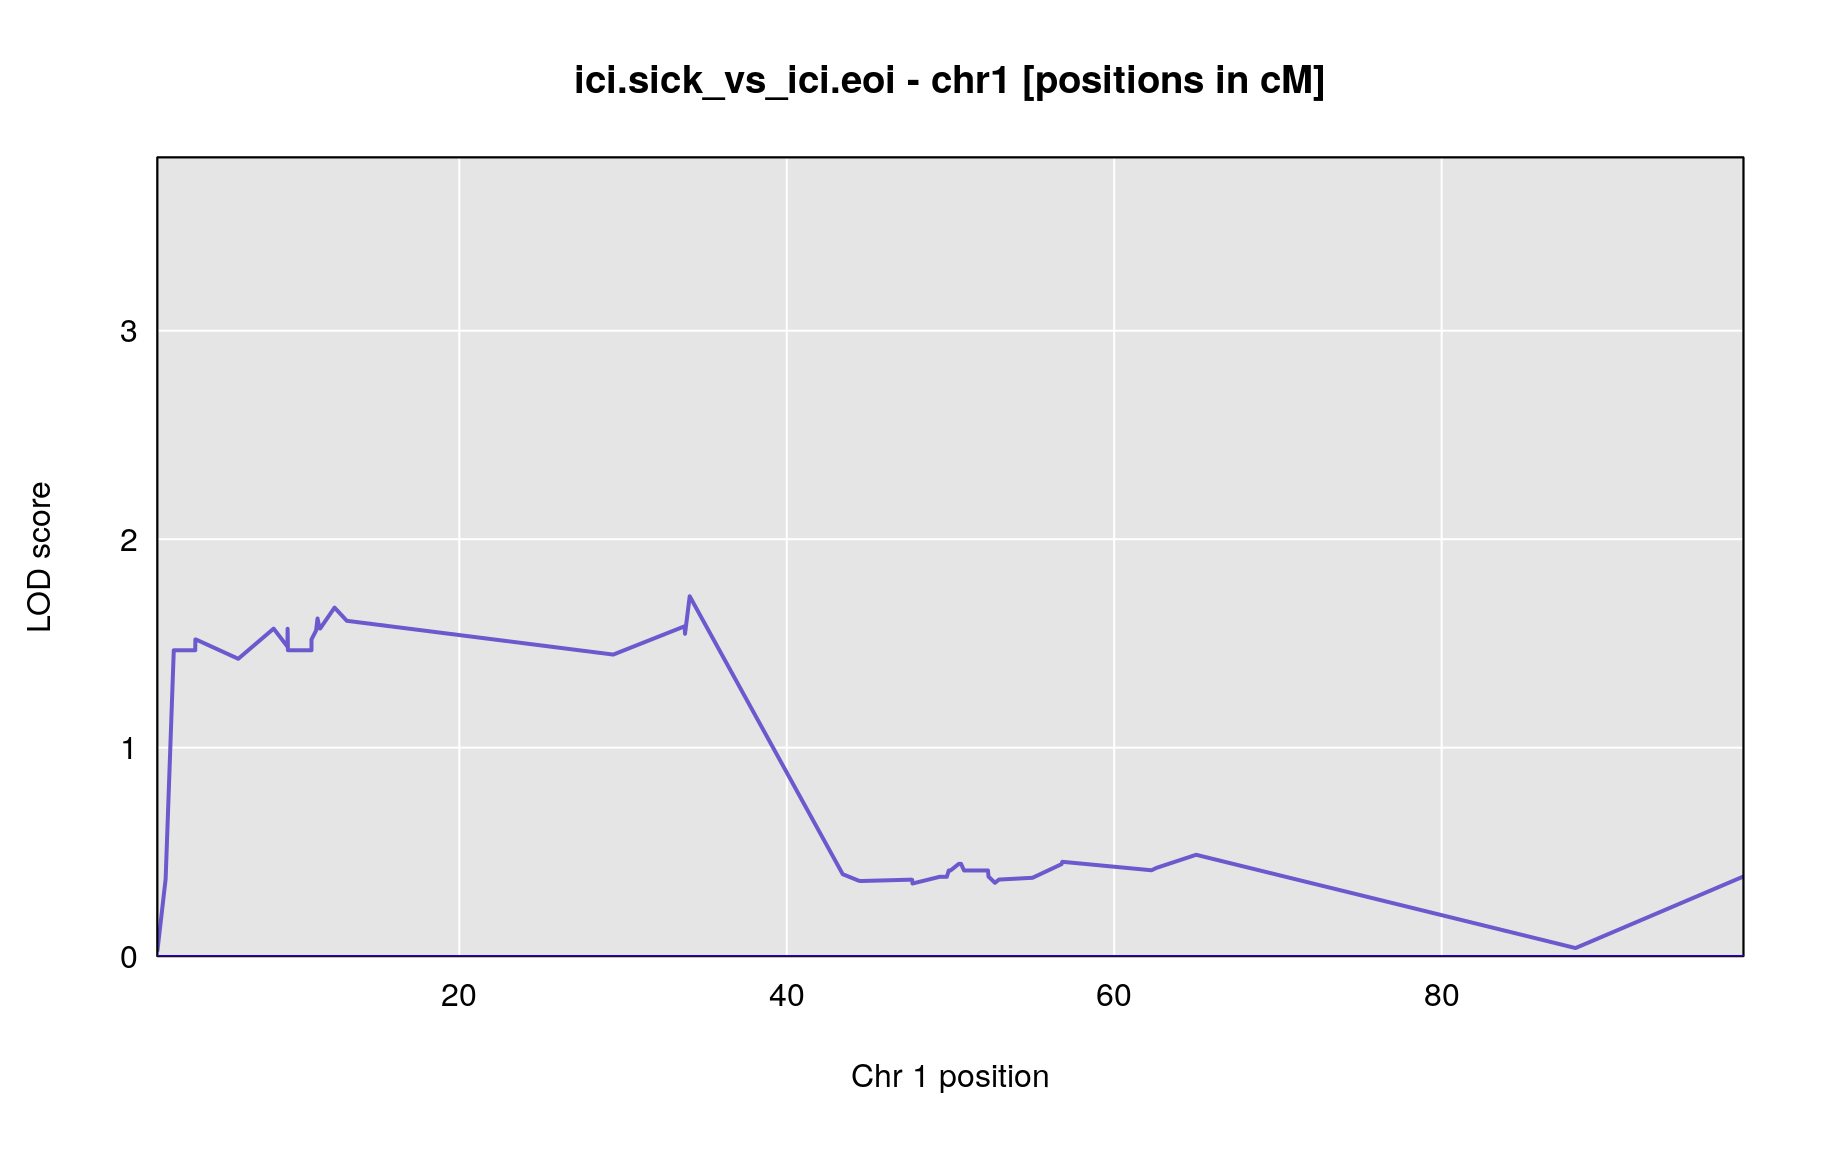 ici.sick_vs_ici.eoi - chr1 [positions in cM]
3
2
1
0
LOD score
20 40 60 80
Chr 1 position